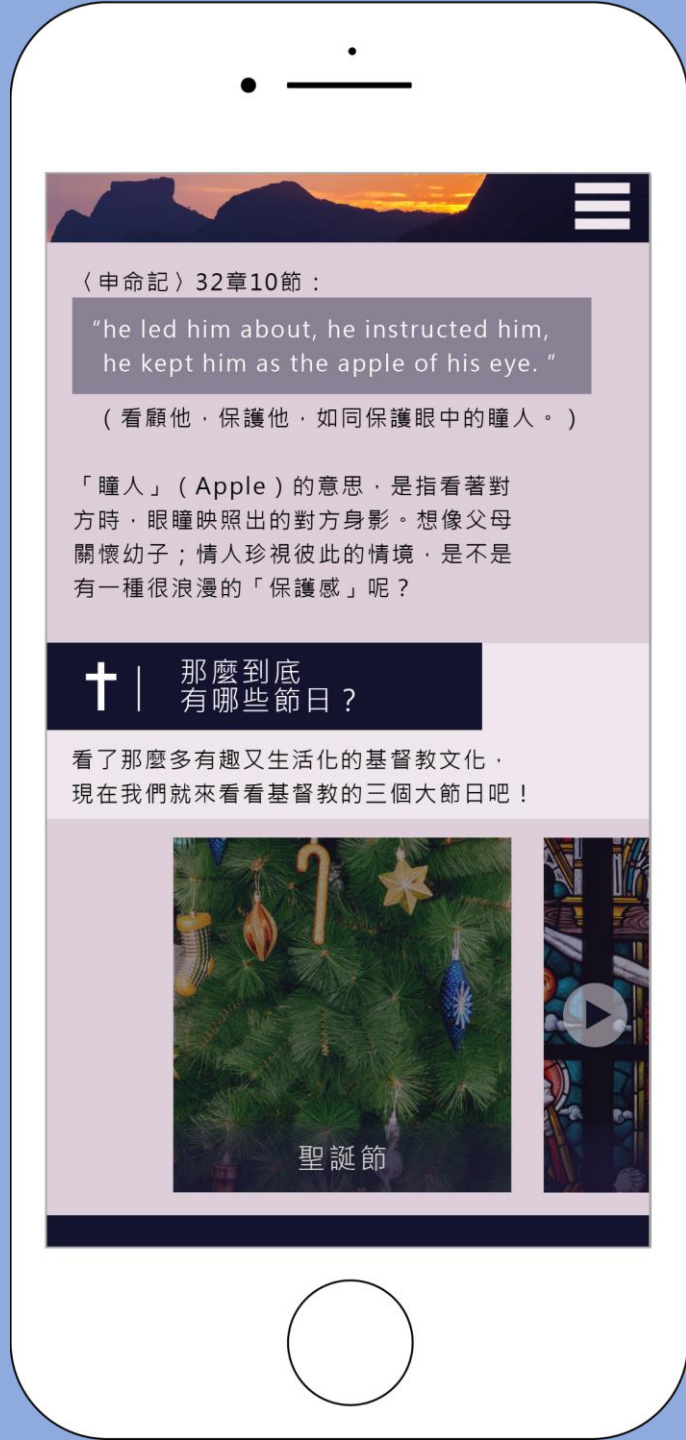 〈申命記〉32章10節：
“he led him about, he instructed him,
he kept him as the apple of his eye. ”
（看顧他，保護他，如同保護眼中的瞳人。）
「瞳人」（Apple）的意思，是指看著對
方時，眼瞳映照出的對方身影。想像父母
關懷幼子；情人珍視彼此的情境，是不是
有一種很浪漫的「保護感」呢？
那麼到底
有哪些節日？
看了那麼多有趣又生活化的基督教文化，
現在我們就來看看基督教的三個大節日吧！
聖誕節